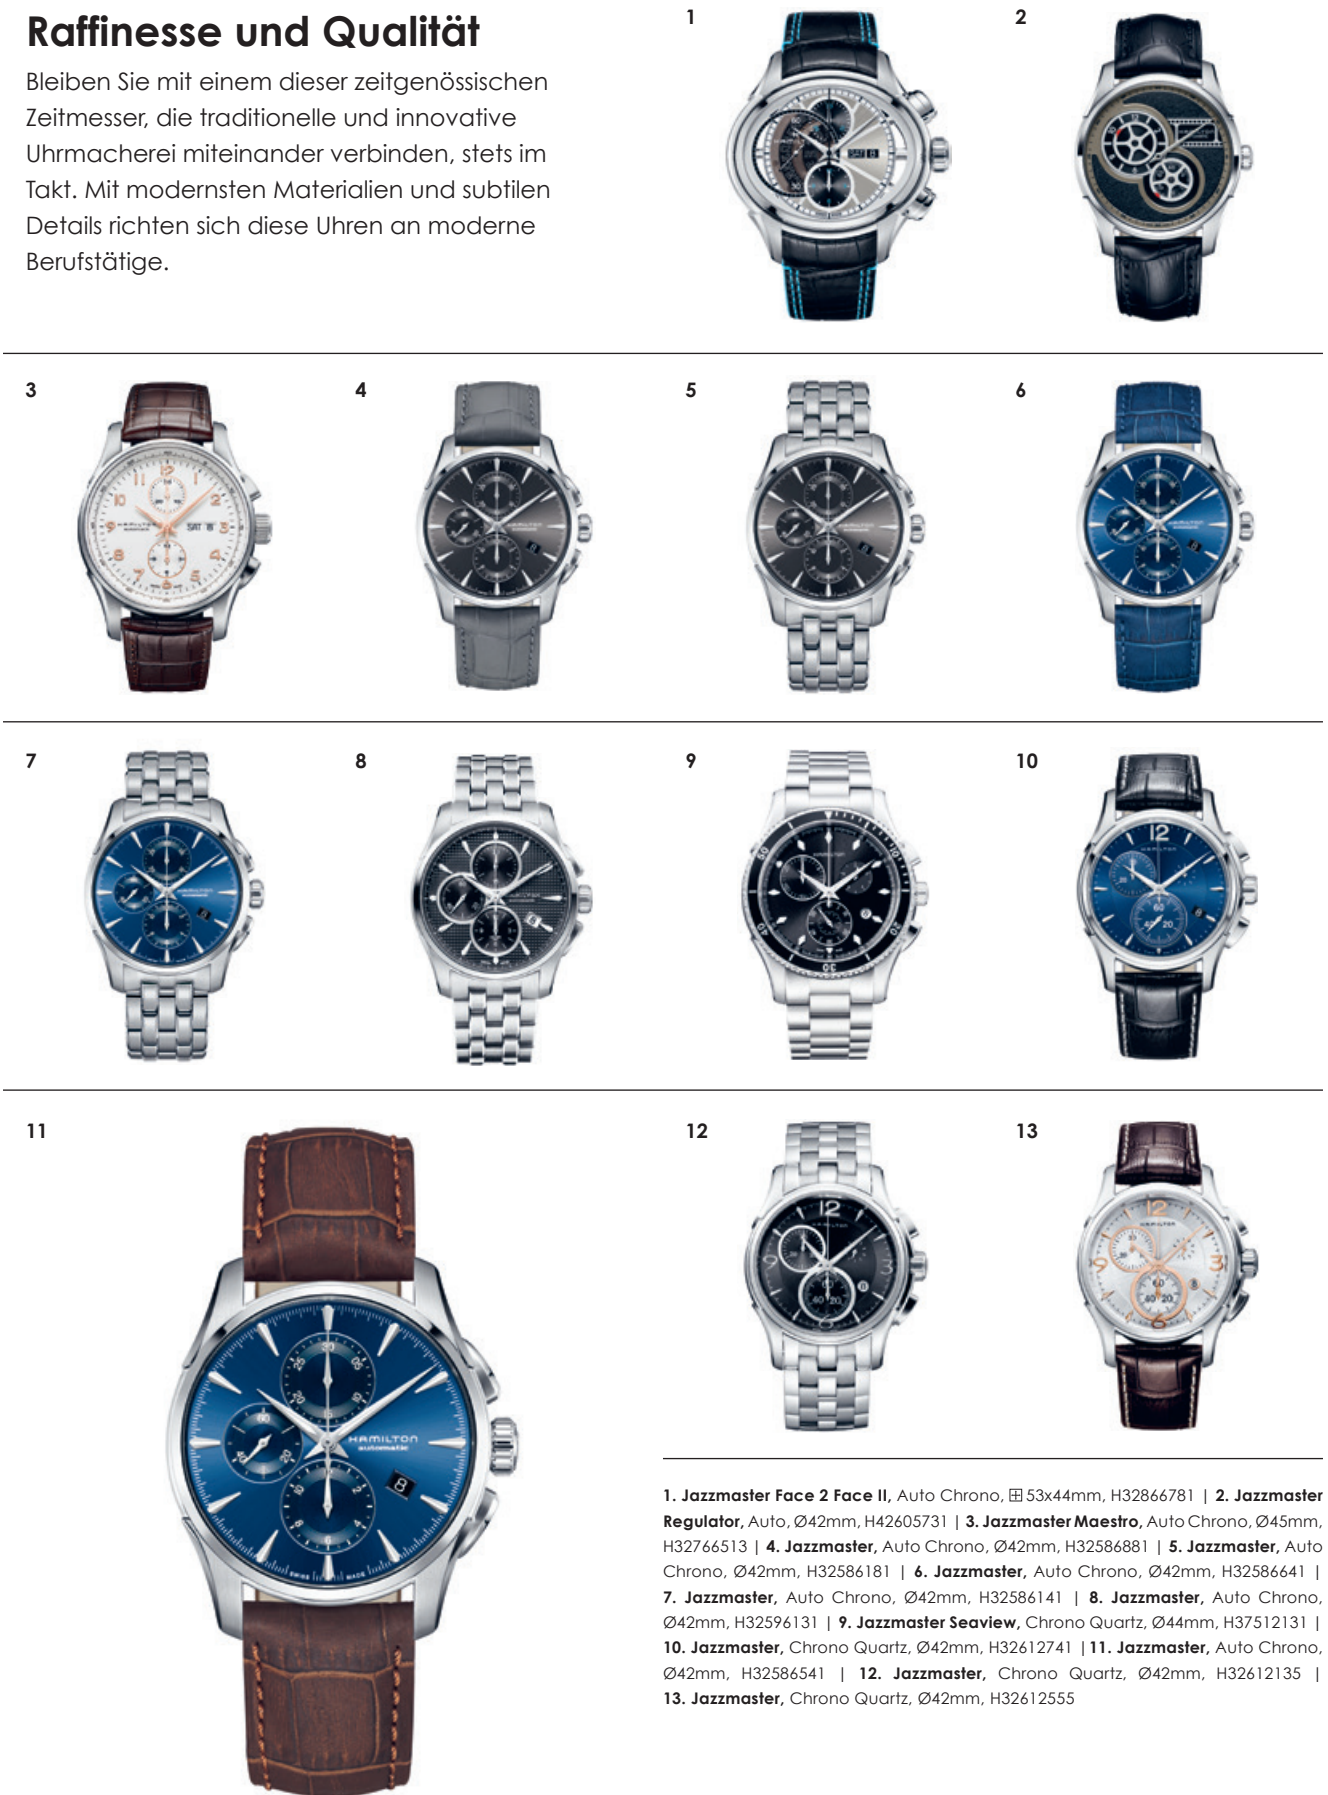 Raffinesse und Qualität
Bleiben Sie mit einem dieser zeitgenössischen
Zeitmesser, die traditionelle und innovative
Uhrmacherei miteinander verbinden, stets im
Takt. Mit modernsten Materialien und subtilen
Details richten sich diese Uhren an moderne
Berufstätige.
1
2
3
4
5
6
7
8
9
10
11
HAMILTON
automatic
12
13
1. Jazzmaster Face 2 Face II, Auto Chrono, ⊞ 53x44mm, H32866781 | 2. Jazzmaster
Regulator, Auto, Ø42mm, H42605731 | 3. Jazzmaster Maestro, Auto Chrono, Ø45mm,
H32766513 | 4. Jazzmaster, Auto Chrono, Ø42mm, H32586881 | 5. Jazzmaster, Auto
Chrono, Ø42mm, H32586181 | 6. Jazzmaster, Auto Chrono, Ø42mm, H32586641 |
7. Jazzmaster, Auto Chrono, Ø42mm, H32586141 | 8. Jazzmaster, Auto Chrono,
Ø42mm, H32596131 | 9. Jazzmaster Seaview, Chrono Quartz, Ø44mm, H37512131 |
10. Jazzmaster, Chrono Quartz, Ø42mm, H32612741 | 11. Jazzmaster, Auto Chrono,
Ø42mm, H32586541 | 12. Jazzmaster, Chrono Quartz, Ø42mm, H32612135 |
13. Jazzmaster, Chrono Quartz, Ø42mm, H32612555